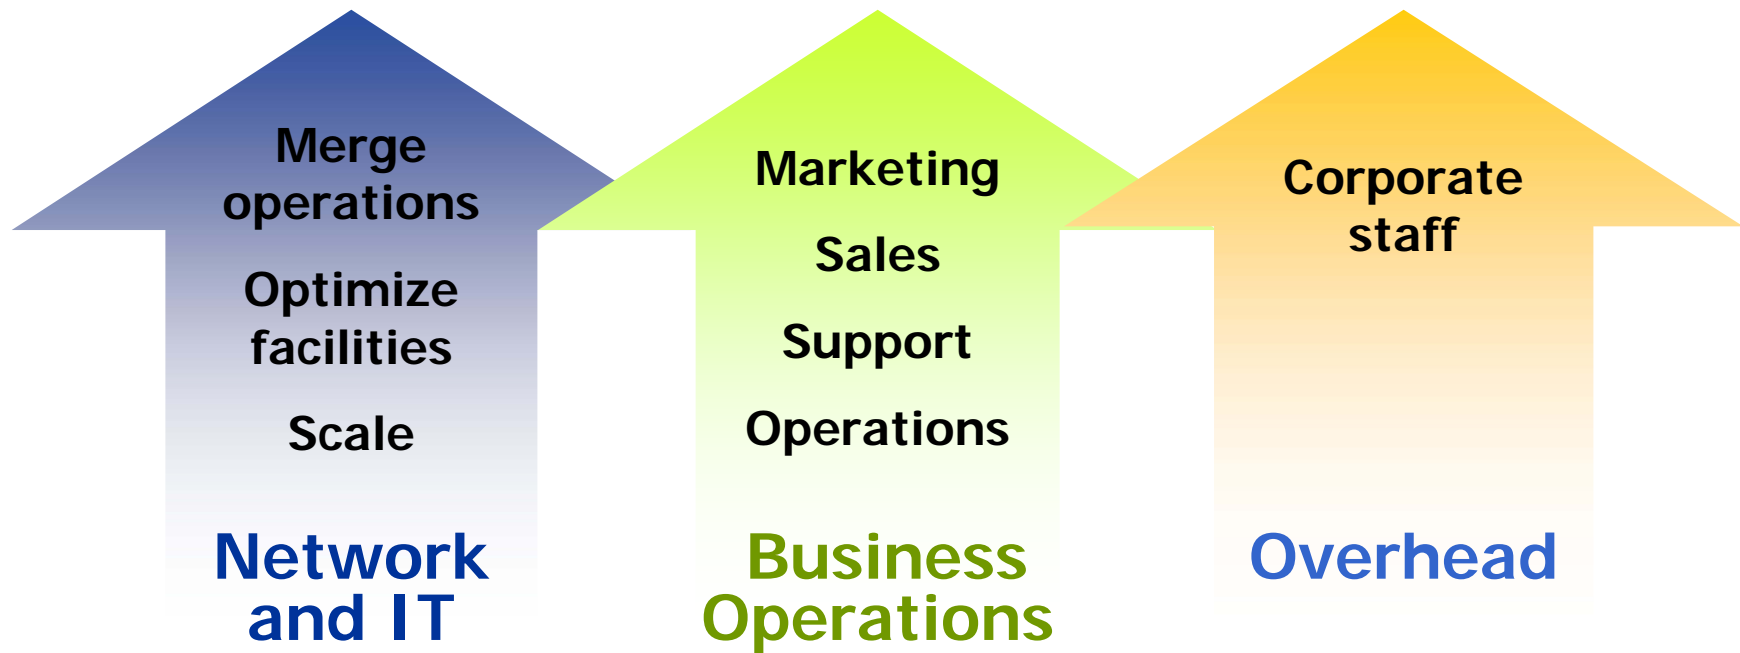 Merge
operations
Optimize
facilities
Scale
Network
and IT
Marketing
Sales
Support
Operations
Business
Operations
Corporate
staff
Overhead